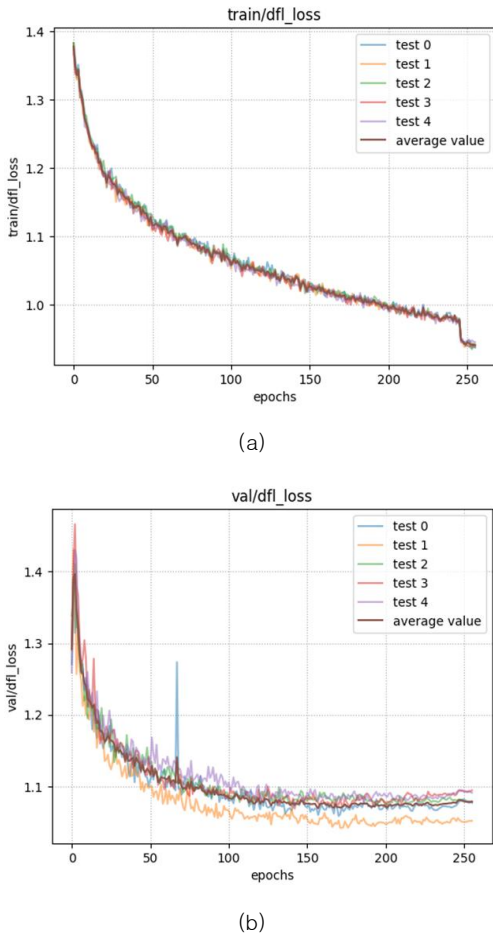 train/dfl_loss
1.4
1.3
1.2
1.1
1.0
train/dfl_loss
test 0
test 1
test 2
test 3
test 4
average value
0 50 100 150 200 250
epochs
(a)
val/dfl_loss
1.4
1.3
1.2
1.1
val/dfl_loss
test 0
test 1
test 2
test 3
test 4
average value
0 50 100 150 200 250
epochs
(b)